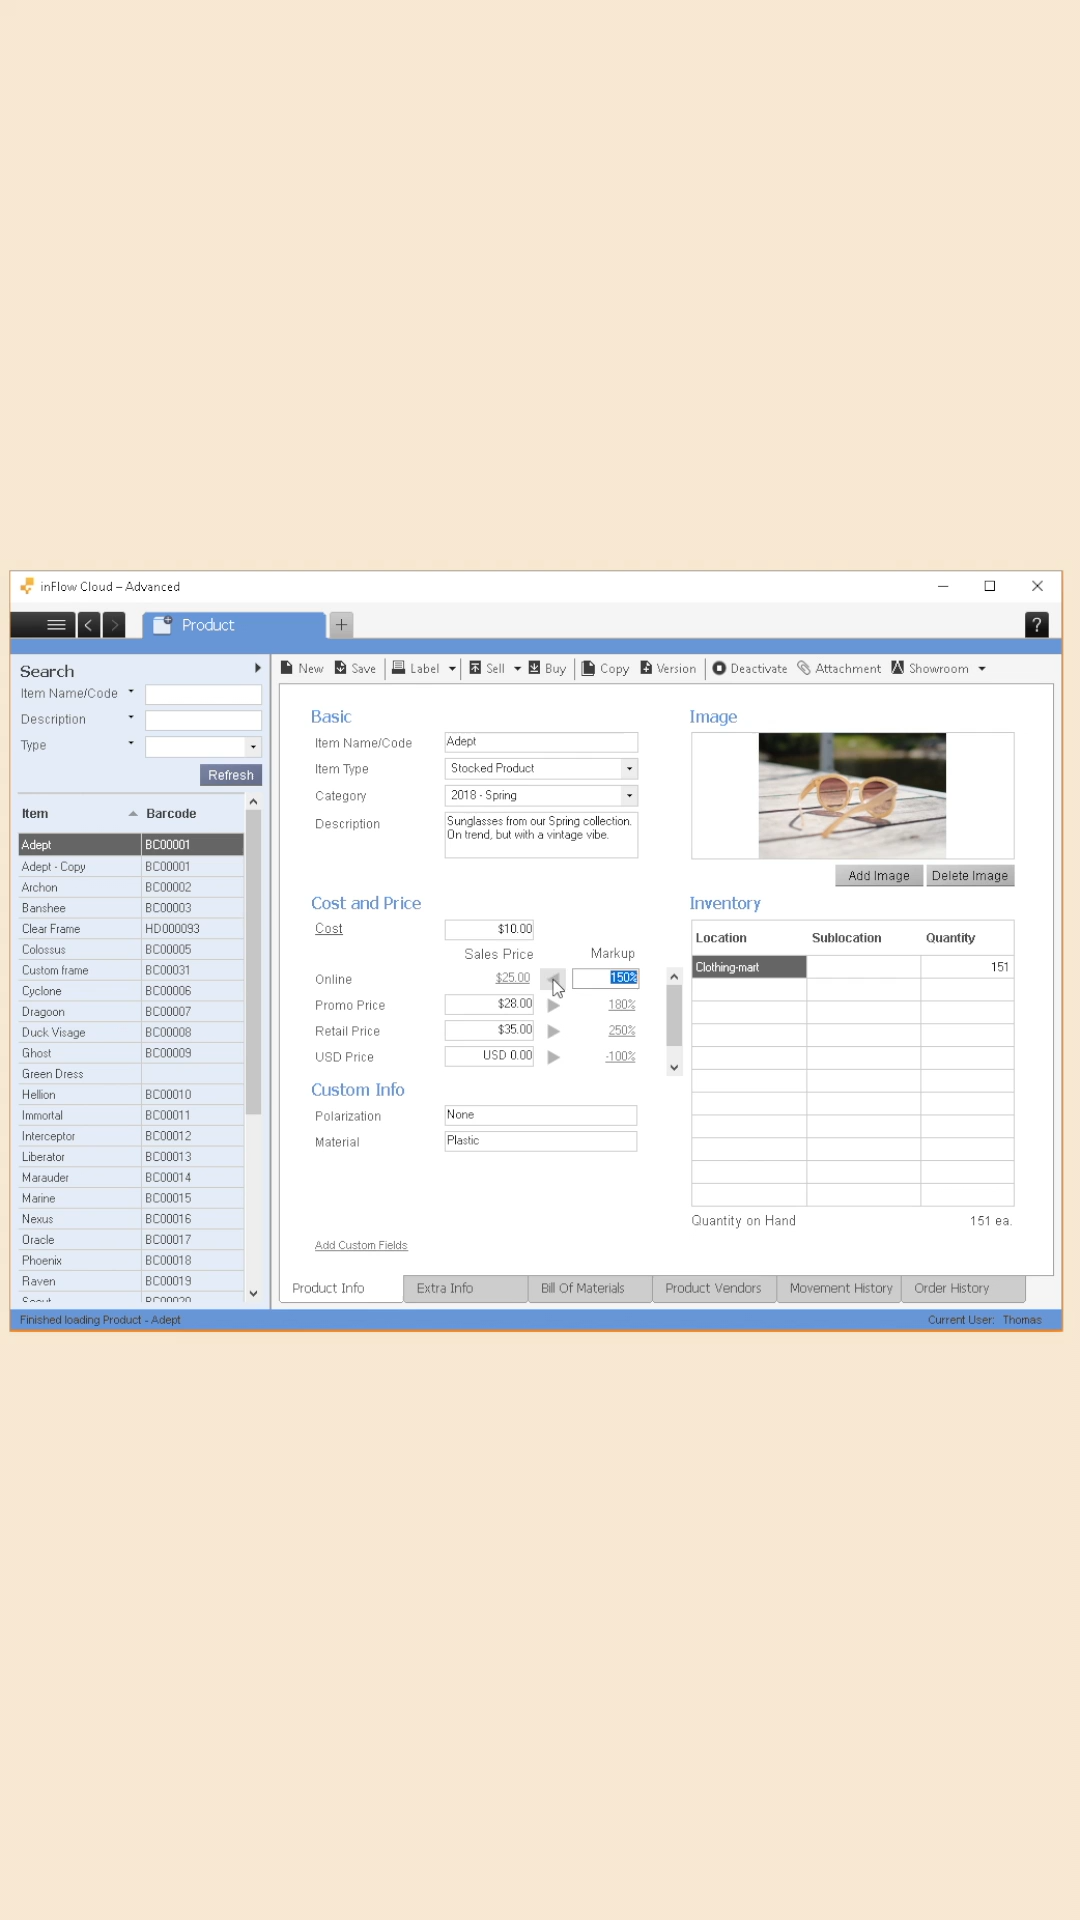 inFlow Cloud – Advanced
Product
?
Search
Item Name/Code
Description
Type
Refresh
Item Barcode
Adept BC00001
Adept - Copy BC00001
Archon BC00002
Banshee BC00003
Clear Frame HD000093
Colossus BC00005
Custom frame BC00031
Cyclone BC00006
Dragoon BC00007
Duck Visage BC00008
Ghost BC00009
Green Dress
Hellion BC00010
Immortal BC00011
Interceptor BC00012
Liberator BC00013
Marauder BC00014
Marine BC00015
Nexus BC00016
Oracle BC00017
Phoenix BC00018
Raven BC00019
Scout BC00020
New Save Label Sell Buy Copy Version Deactivate Attachment Showroom
Basic
Item Name/Code Adept
Item Type Stocked Product
Category 2018 - Spring
Description Sunglasses from our Spring collection.
On trend, but with a vintage vibe.
Image
Add Image Delete Image
Cost and Price
Cost $10.00
Sales Price Markup
Online $25.00 150%
Promo Price $28.00 180%
Retail Price $35.00 250%
USD Price USD 0.00 -100%
Custom Info
Polarization None
Material Plastic
Add Custom Fields
Inventory
Location Sublocation Quantity
Clothing-mart 151
Quantity on Hand 151 ea.
Product Info Extra Info Bill Of Materials Product Vendors Movement History Order History
Finished loading Product - Adept Current User: Thomas